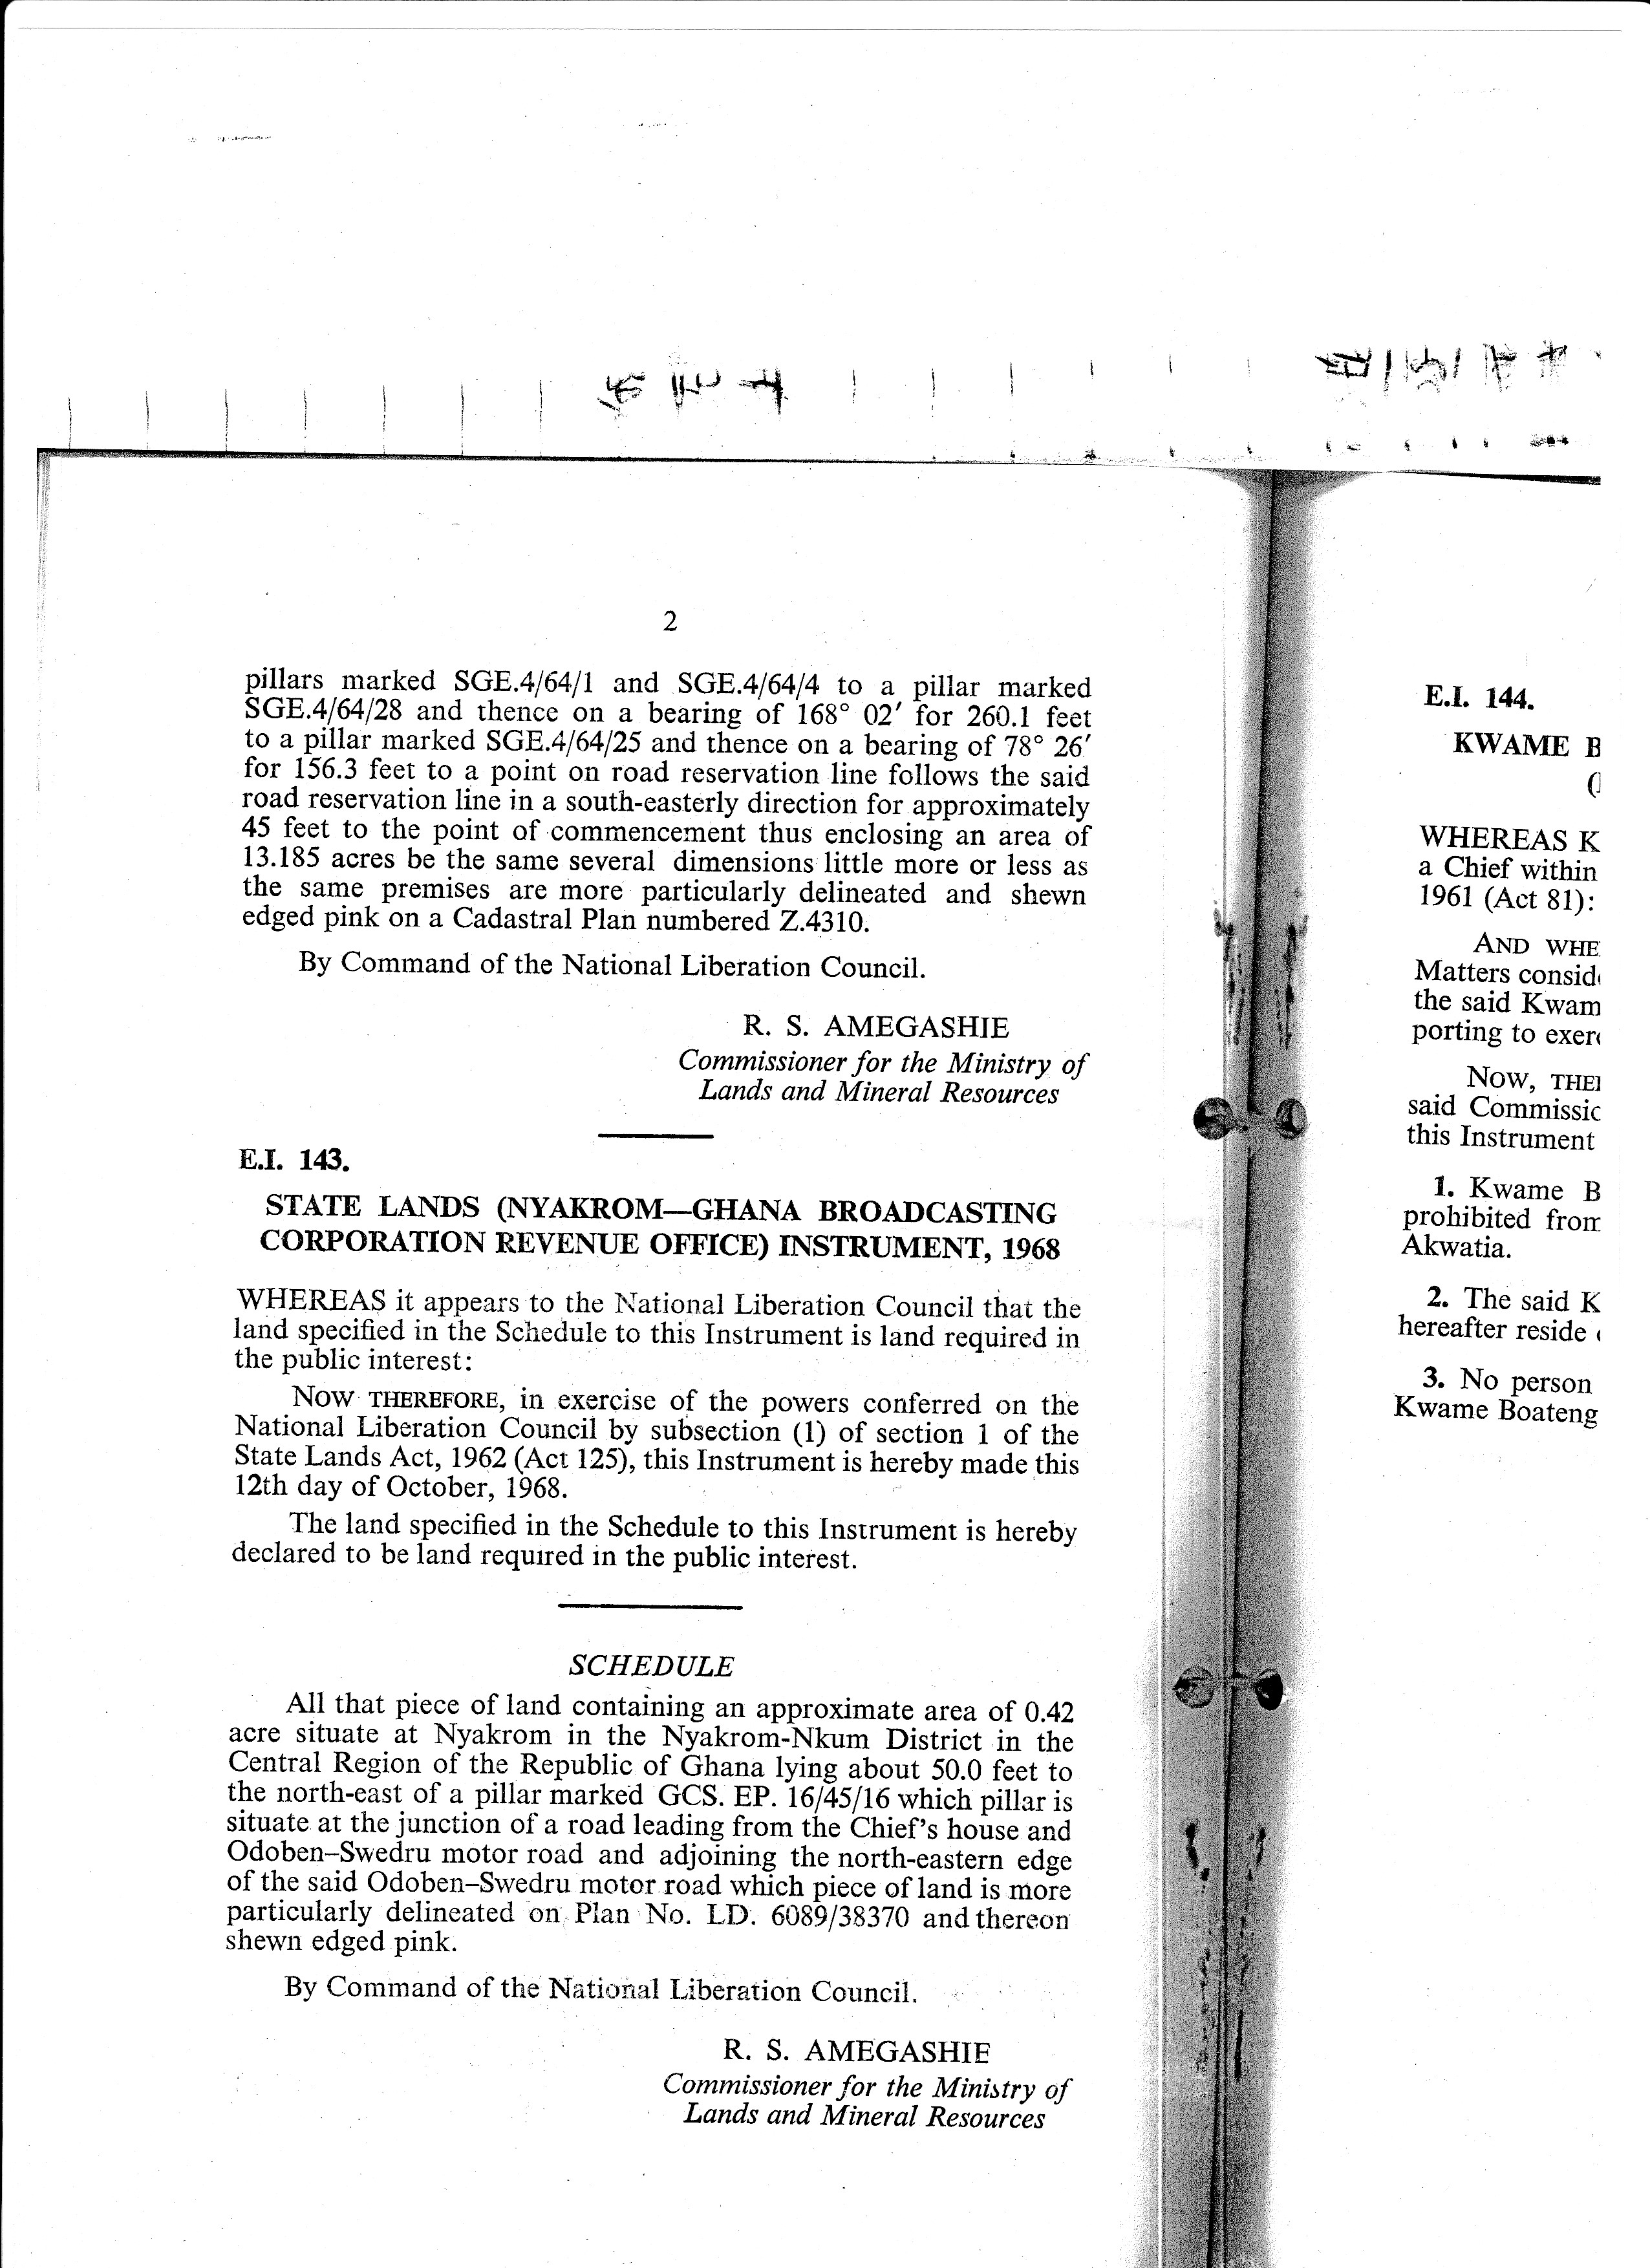 2
pillars marked SGE.4/64/1 and SGE.4/64/4 to a pillar marked
SGE.4/64/28 and thence on a bearing of 168° 02′ for 260.1 feet
to a pillar marked SGE.4/64/25 and thence on a bearing of 78° 26′
for 156.3 feet to a point on road reservation line follows the said
road reservation line in a south-easterly direction for approximately
45 feet to the point of commencement thus enclosing an area of
13.185 acres be the same several dimensions little more or less as
the same premises are more particularly delineated and shewn
edged pink on a Cadastral Plan numbered Z.4310.
By Command of the National Liberation Council.
R. S. AMEGASHIE
Commissioner for the Ministry of
Lands and Mineral Resources
E.I. 143.
STATE LANDS (NYAKROM—GHANA BROADCASTING
CORPORATION REVENUE OFFICE) INSTRUMENT, 1968
WHEREAS it appears to the National Liberation Council that the
land specified in the Schedule to this Instrument is land required in
the public interest:
NOW THEREFORE, in exercise of the powers conferred on the
National Liberation Council by subsection (1) of section 1 of the
State Lands Act, 1962 (Act 125), this Instrument is hereby made this
12th day of October, 1968.
The land specified in the Schedule to this Instrument is hereby
declared to be land required in the public interest.
SCHEDULE
All that piece of land containing an approximate area of 0.42
acre situate at Nyakrom in the Nyakrom-Nkum District in the
Central Region of the Republic of Ghana lying about 50.0 feet to
the north-east of a pillar marked GCS. EP. 16/45/16 which pillar is
situate at the junction of a road leading from the Chief's house and
Odoben–Swedru motor road and adjoining the north-eastern edge
of the said Odoben–Swedru motor road which piece of land is more
particularly delineated on Plan No. LD. 6089/38370 and thereon
shewn edged pink.
By Command of the National Liberation Council.
R. S. AMEGASHIE
Commissioner for the Ministry of
Lands and Mineral Resources
E.I. 144.
KWAME B
WHEREAS K
a Chief within
1961 (Act 81):
AND WHE
Matters consid
the said Kwam
porting to exer
NOW, THE
said Commissi
this Instrument
1. Kwame B
prohibited from
Akwatia.
2. The said K
hereafter reside
3. No person
Kwame Boateng